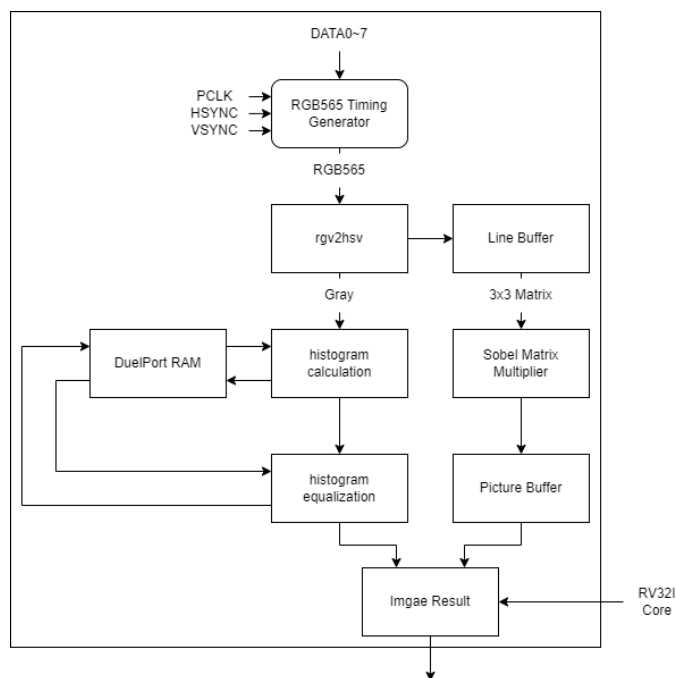 DATA0~7
PCLK
HSYNC
VSYNC
RGB565 Timing
Generator
RGB565
rgv2hsv
Line Buffer
Gray
3x3 Matrix
DuelPort RAM
histogram
calculation
Sobel Matrix
Multiplier
histogram
equalization
Picture Buffer
Imgae Result
RV32I
Core